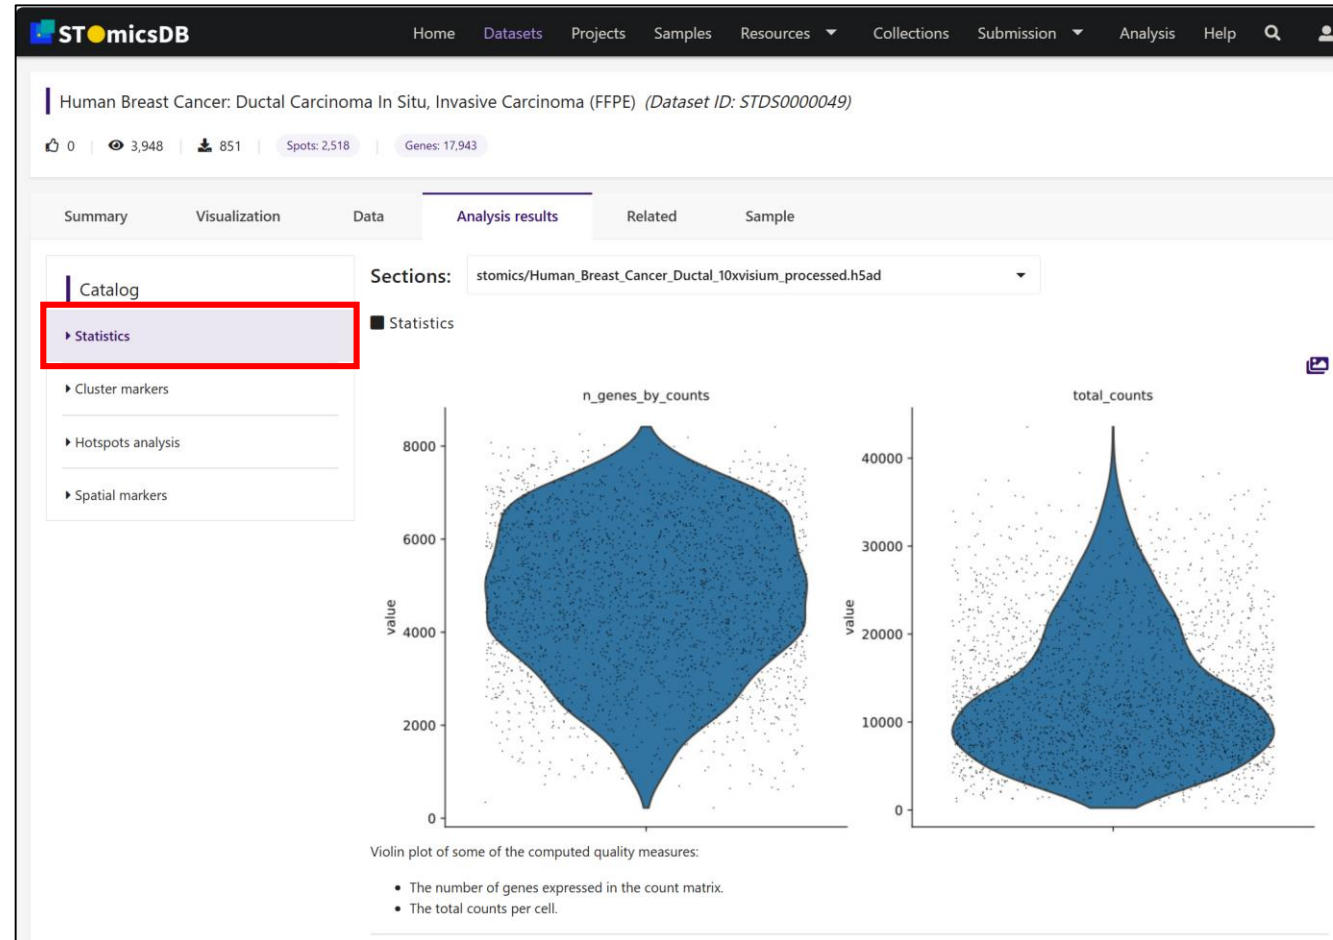 STomicsDB Home Datasets Projects Samples Resources Collections Submission Analysis Help
Human Breast Cancer: Ductal Carcinoma In Situ, Invasive Carcinoma (FFPE) (Dataset ID: STDS0000049)
0 3,948 851 Spots: 2,518 Genes: 17,943
Summary Visualization Data Analysis results Related Sample
Catalog
Statistics
Cluster markers
Hotspots analysis
Spatial markers
Sections: stomics/Human_Breast_Cancer_Ductal_10xvisium_processed.h5ad
Statistics
n_genes_by_counts
8000
6000
4000
2000
0
value
total_counts
40000
30000
20000
10000
0
value
Violin plot of some of the computed quality measures:
• The number of genes expressed in the count matrix.
• The total counts per cell.